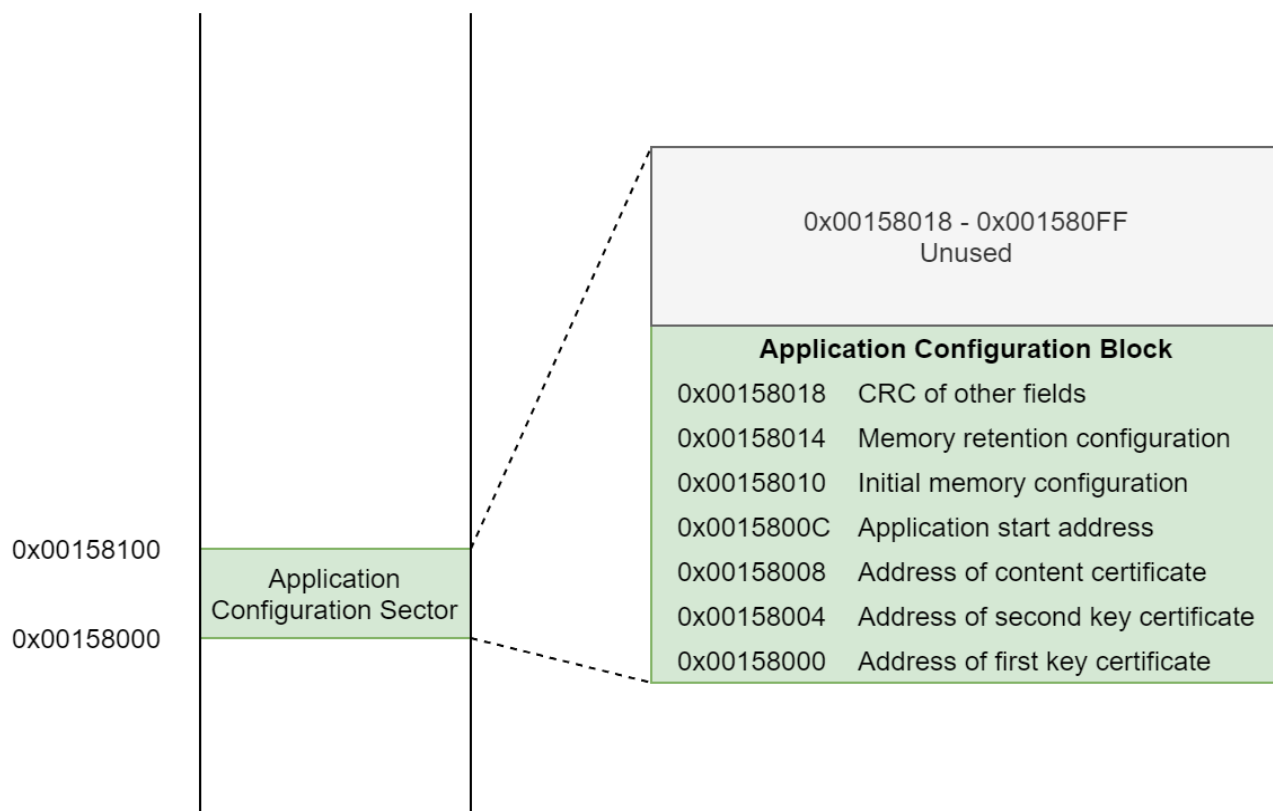 0x00158018 - 0x001580FF
Unused
Application Configuration Block
0x00158018 CRC of other fields
0x00158014 Memory retention configuration
0x00158010 Initial memory configuration
0x0015800C Application start address
0x00158008 Address of content certificate
0x00158004 Address of second key certificate
0x00158000 Address of first key certificate
0x00158100
Application
Configuration Sector
0x00158000